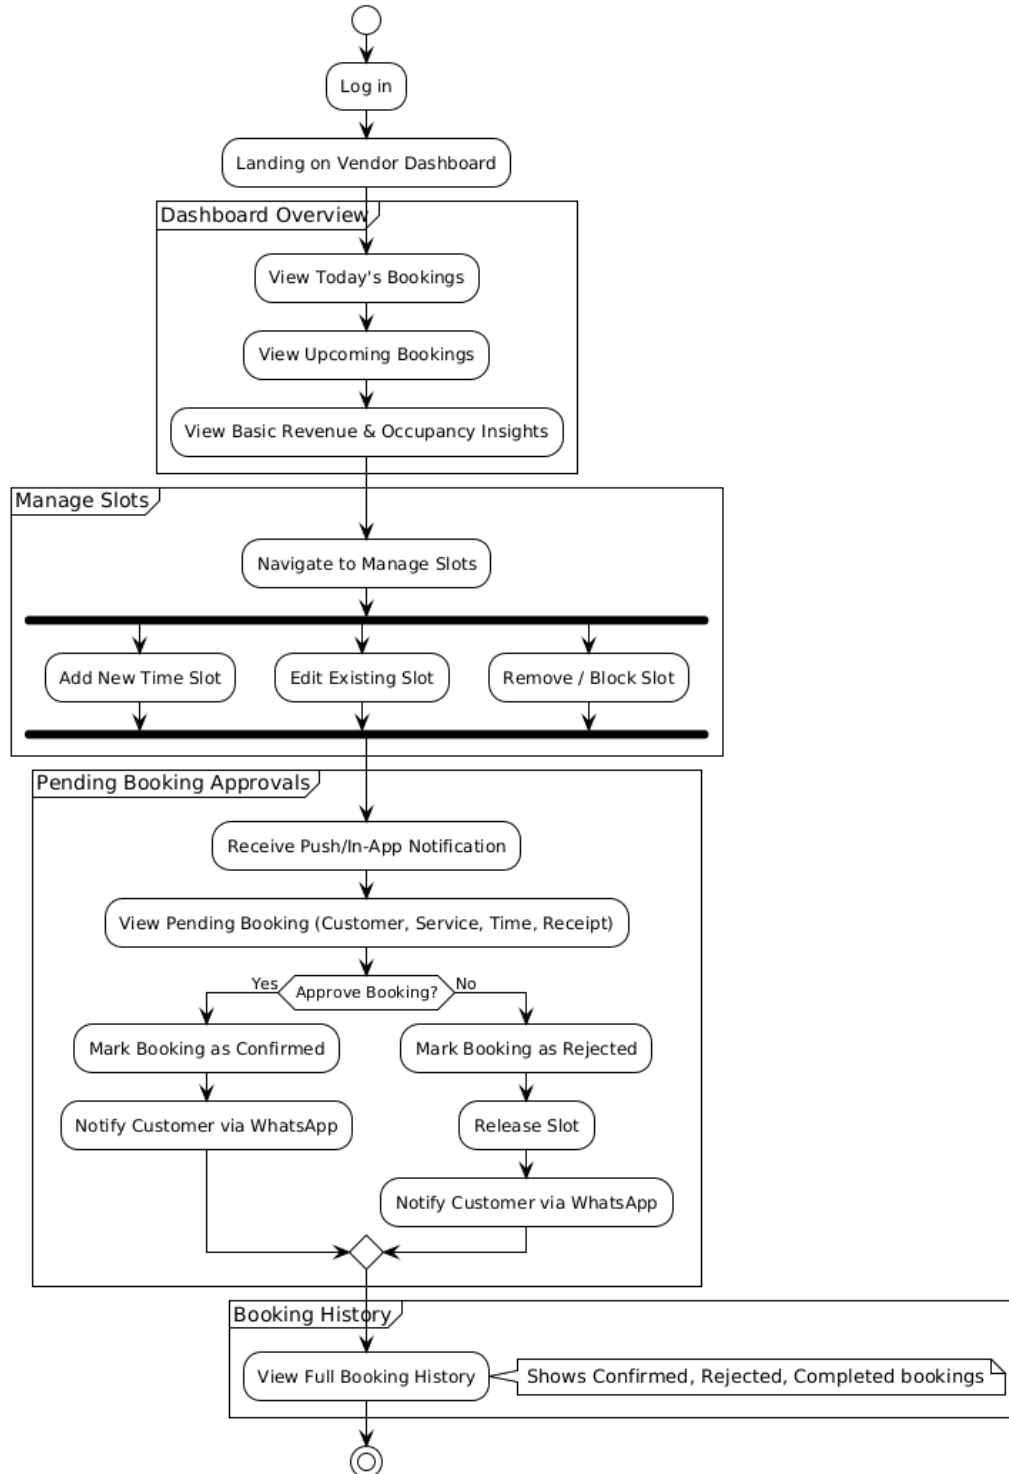 Log in
Landing on Vendor Dashboard
Dashboard Overview
View Today's Bookings
View Upcoming Bookings
View Basic Revenue & Occupancy Insights
Manage Slots
Navigate to Manage Slots
Add New Time Slot
Edit Existing Slot
Remove / Block Slot
Pending Booking Approvals
Receive Push/In-App Notification
View Pending Booking (Customer, Service, Time, Receipt)
Yes
Approve Booking?
No
Mark Booking as Confirmed
Mark Booking as Rejected
Notify Customer via WhatsApp
Release Slot
Notify Customer via WhatsApp
Booking History
View Full Booking History
Shows Confirmed, Rejected, Completed bookings